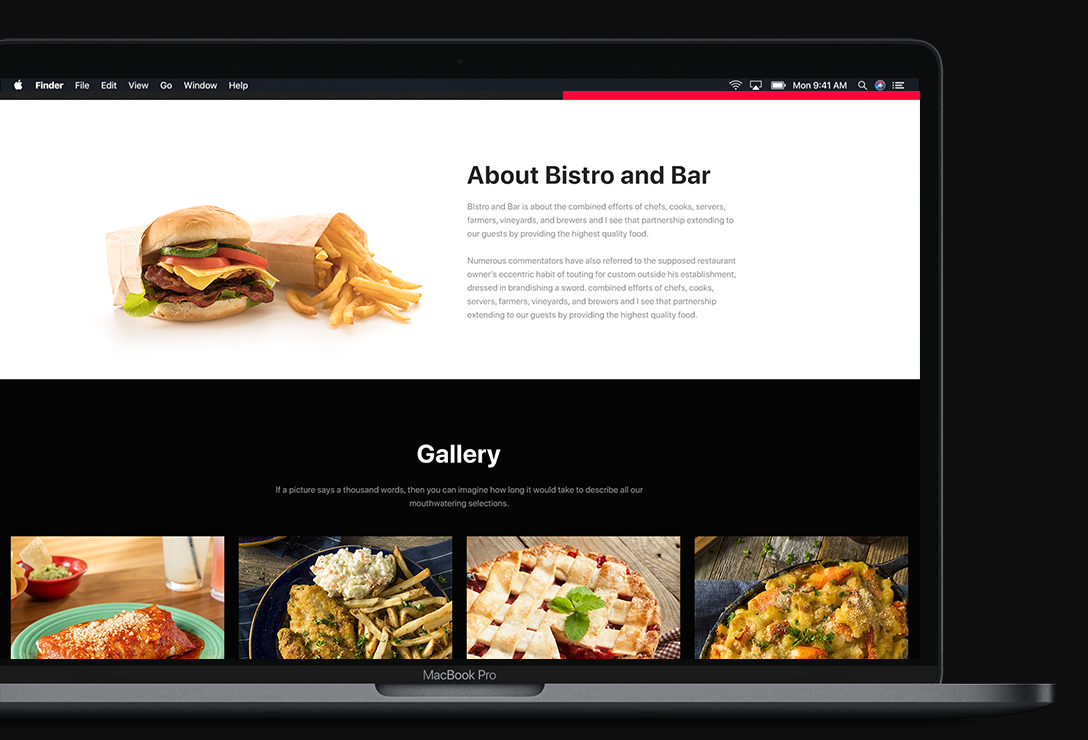 Finder File Edit View Go Window Help Mon 9:41 AM
About Bistro and Bar
Bistro and Bar is about the combined efforts of chefs, cooks, servers,
farmers, vineyards, and brewers and I see that partnership extending to
our guests by providing the highest quality food.
Numerous commentators have also referred to the supposed restaurant
owner's eccentric habit of touting for custom outside his establishment,
dressed in brandishing a sword. combined efforts of chefs, cooks,
servers, farmers, vineyards, and brewers and I see that partnership
extending to our guests by providing the highest quality food.
Gallery
If a picture says a thousand words, then you can imagine how long it would take to describe all our
mouthwatering selections.
MacBook Pro